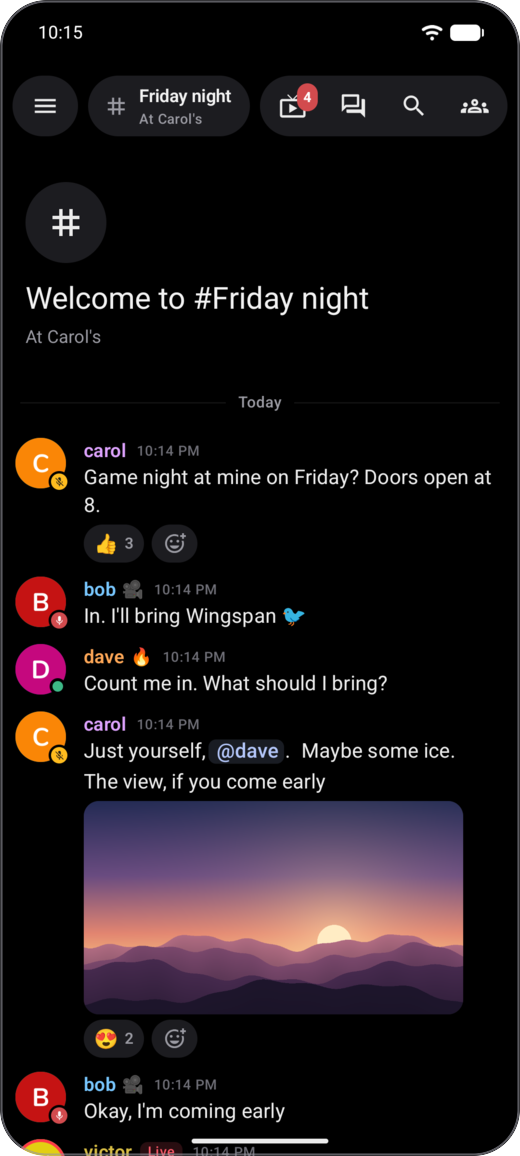 10:15
# Friday night
At Carol's
4
#
Welcome to #Friday night
At Carol's
Today
C
carol 10:14 PM
Game night at mine on Friday? Doors open at
8.
👍 3
B
bob 🎥 10:14 PM
In. I'll bring Wingspan 🐦
D
dave 🔥 10:14 PM
Count me in. What should I bring?
C
carol 10:14 PM
Just yourself, @dave . Maybe some ice.
The view, if you come early
😍 2
B
bob 🎥 10:14 PM
Okay, I'm coming early
victor Live 10:14 PM